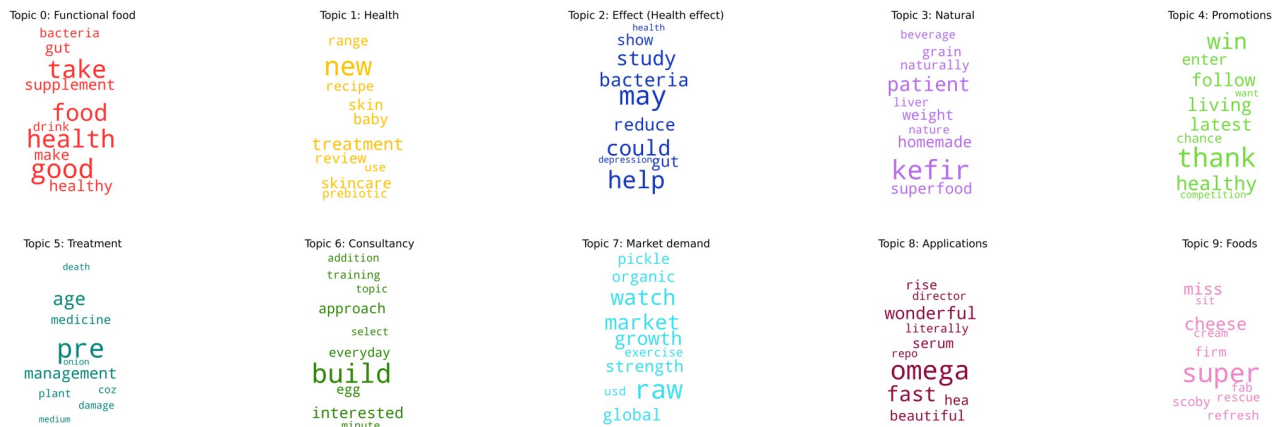 Topic 0: Functional food
bacteria
gut
take
supplement
food
drink
health
make
good
healthy
Topic 1: Health
range
new
recipe
skin
baby
treatment
review
use
skincare
prebiotic
Topic 2: Effect (Health effect)
health
show
study
bacteria
may
reduce
could
depression
gut
help
Topic 3: Natural
beverage
grain
naturally
patient
liver
weight
nature
homemade
kefir
superfood
Topic 4: Promotions
win
enter
follow
want
living
latest
chance
thank
healthy
competition
Topic 5: Treatment
death
age
medicine
pre
onion
management
plant
coz
damage
medium
Topic 6: Consultancy
addition
training
topic
approach
select
everyday
build
egg
interested
minute
Topic 7: Market demand
pickle
organic
watch
market
growth
exercise
strength
usd
raw
global
Topic 8: Applications
rise
director
wonderful
literally
serum
repo
omega
fast
hea
beautiful
Topic 9: Foods
miss
sit
cheese
cream
firm
super
fab
rescue
scoby
refresh